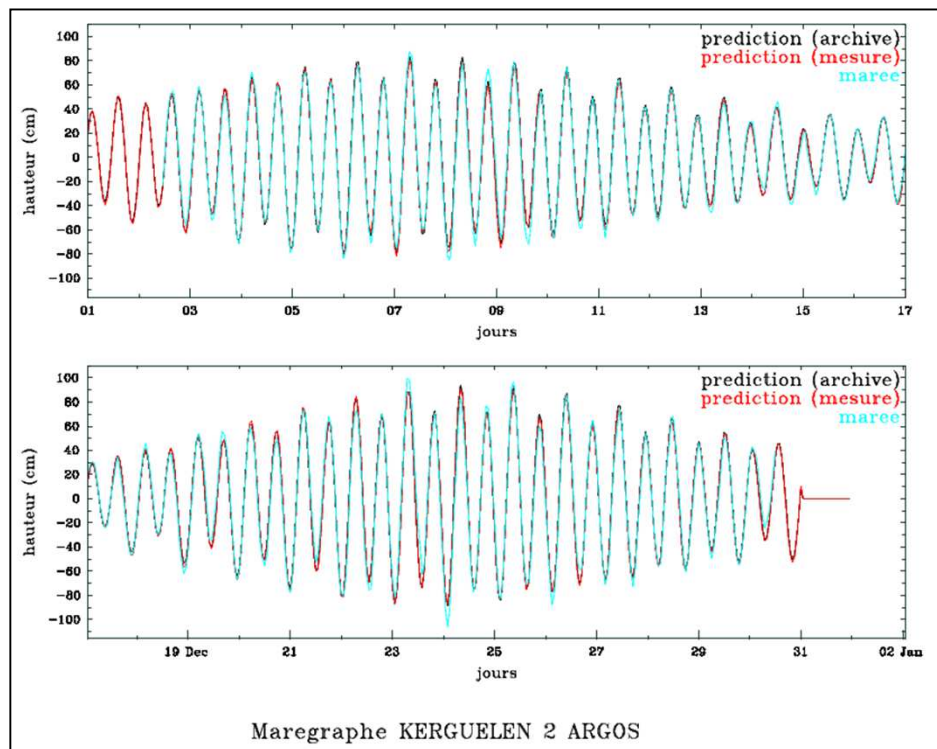 prediction (archive)
prediction (mesure)
maree
hauteur (cm)
100
80
60
40
20
0
-20
-40
-60
-80
-100
01 03 05 07 09 11 13 15 17
jours
prediction (archive)
prediction (mesure)
maree
hauteur (cm)
100
80
60
40
20
0
-20
-40
-60
-80
-100
19 Dec 21 23 25 27 29 31 02 Jan
jours
Maregraphe KERGUELEN 2 ARGOS